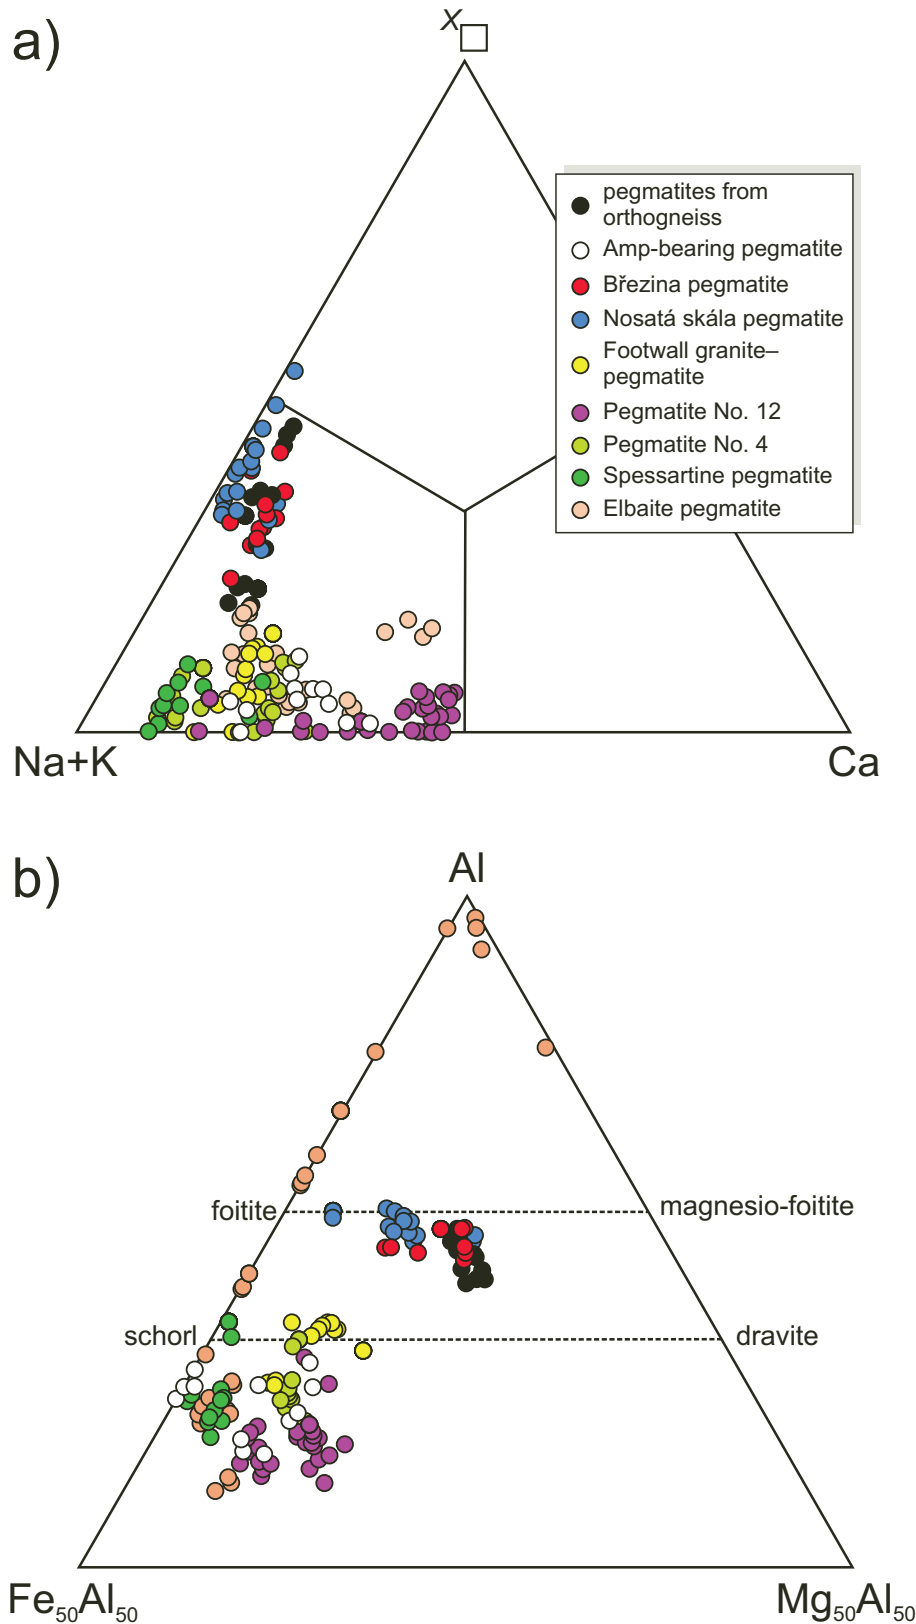 a)
X□
pegmatites from
orthogneiss
Amp-bearing pegmatite
Březina pegmatite
Nosatá skála pegmatite
Footwall granite–
pegmatite
Pegmatite No. 12
Pegmatite No. 4
Spessartine pegmatite
Elbaite pegmatite
Na+K
Ca
b)
Al
foitite
magnesio-foitite
schorl
dravite
Fe₅₀Al₅₀
Mg₅₀Al₅₀